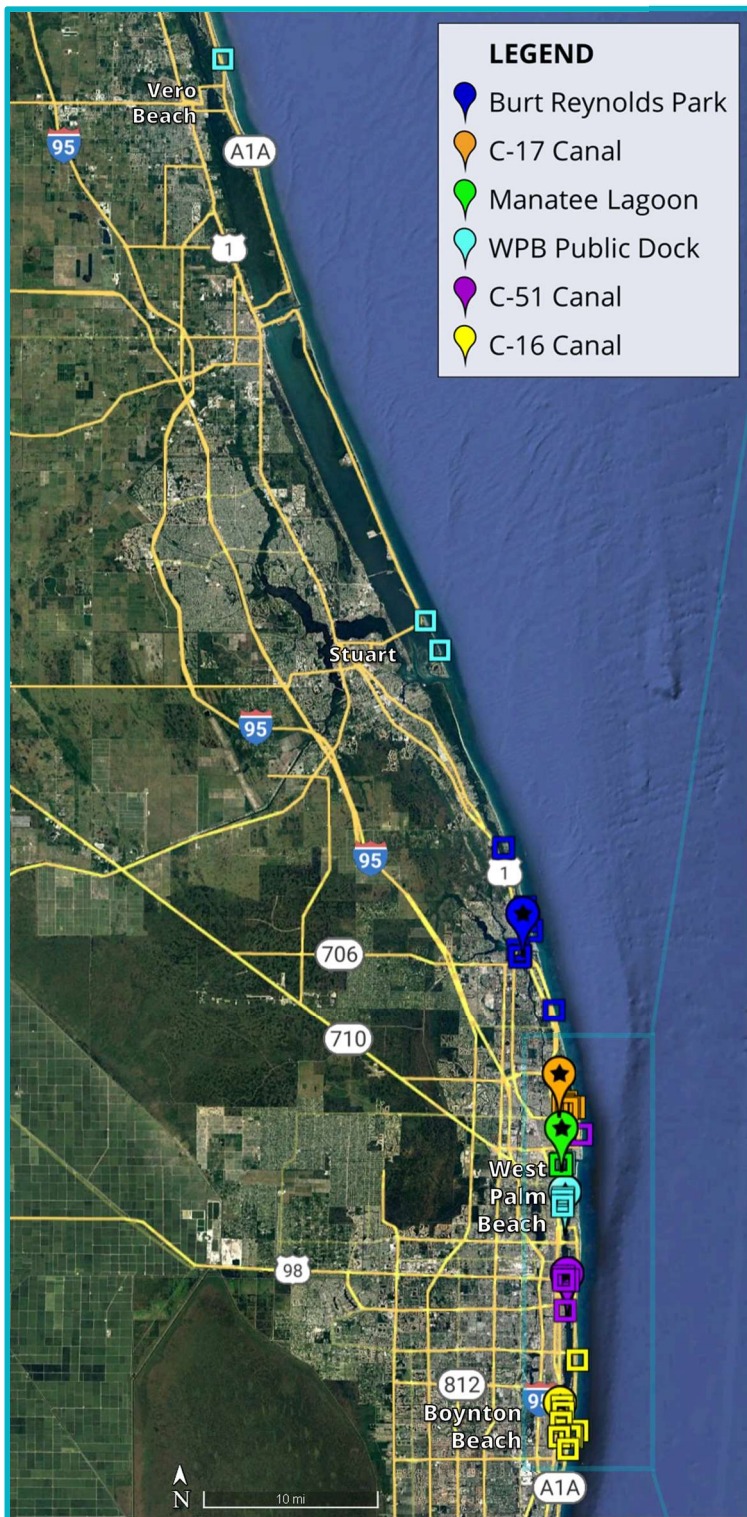 LEGEND
Burt Reynolds Park
C-17 Canal
Manatee Lagoon
WPB Public Dock
C-51 Canal
C-16 Canal
Vero
Beach
95
A1A
1
Stuart
95
95
1
706
710
West
Palm
Beach
98
812
95
Boynton
Beach
A1A
N
10 mi